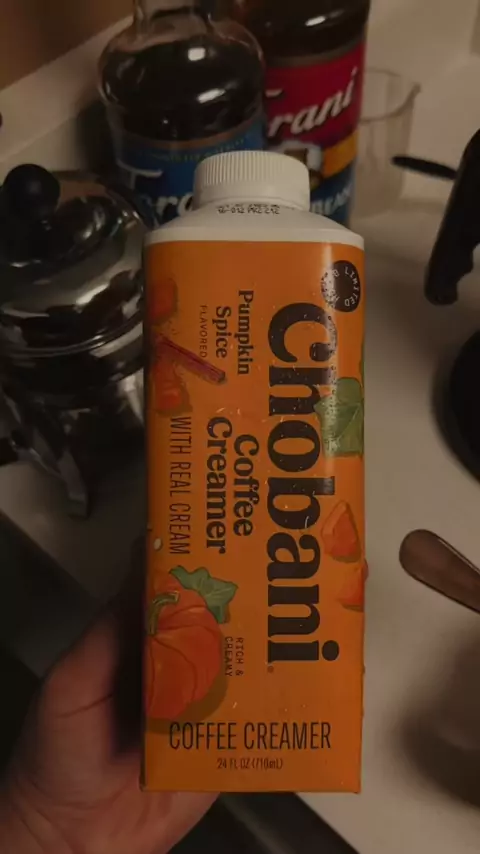 Torani
LIMITED
Chobani
Pumpkin
Spice
FLAVORED
Coffee
Creamer
WITH REAL CREAM
RICH &
CREAMY
COFFEE CREAMER
24 FL OZ (710mL)